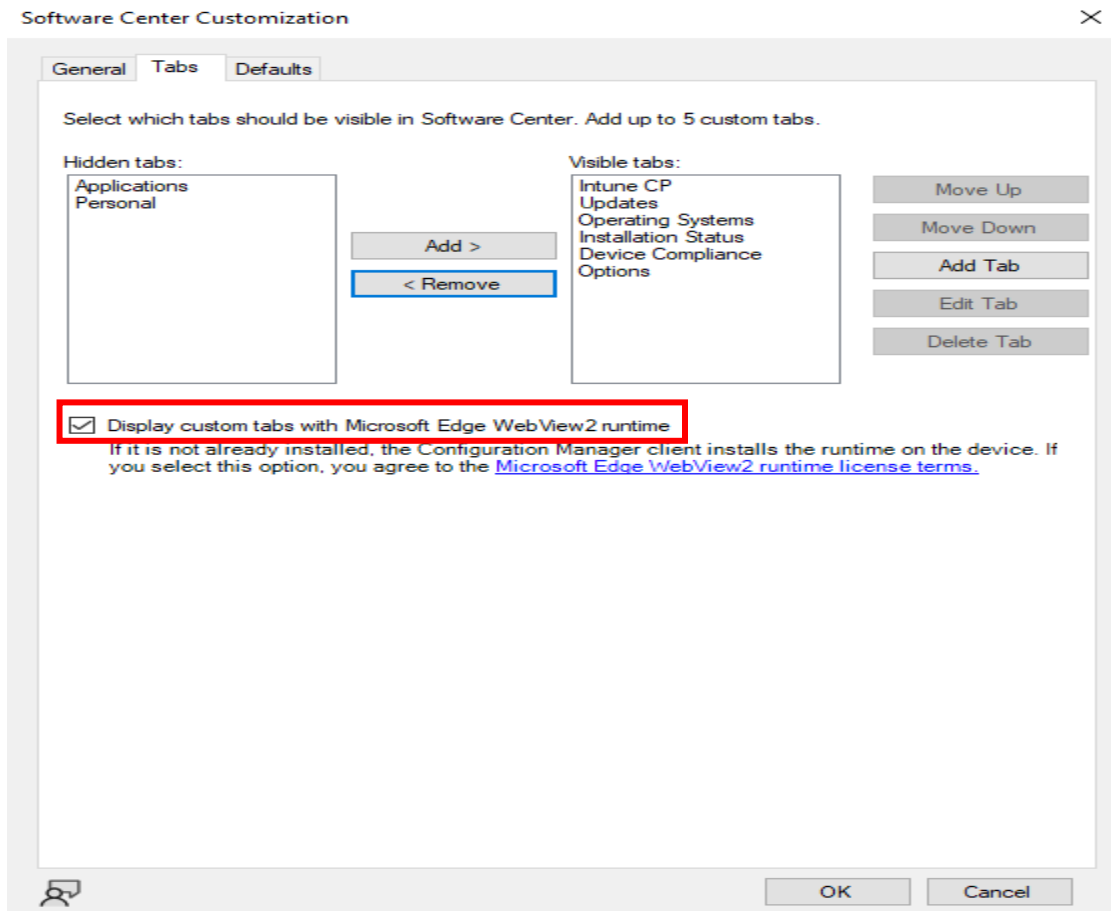 Software Center Customization
General Tabs Defaults
Select which tabs should be visible in Software Center. Add up to 5 custom tabs.
Hidden tabs:
Applications
Personal
Add >
< Remove
Visible tabs:
Intune CP
Updates
Operating Systems
Installation Status
Device Compliance
Options
Move Up
Move Down
Add Tab
Edit Tab
Delete Tab
Display custom tabs with Microsoft Edge WebView2 runtime
If it is not already installed, the Configuration Manager client installs the runtime on the device. If
you select this option, you agree to the Microsoft Edge WebView2 runtime license terms.
OK
Cancel